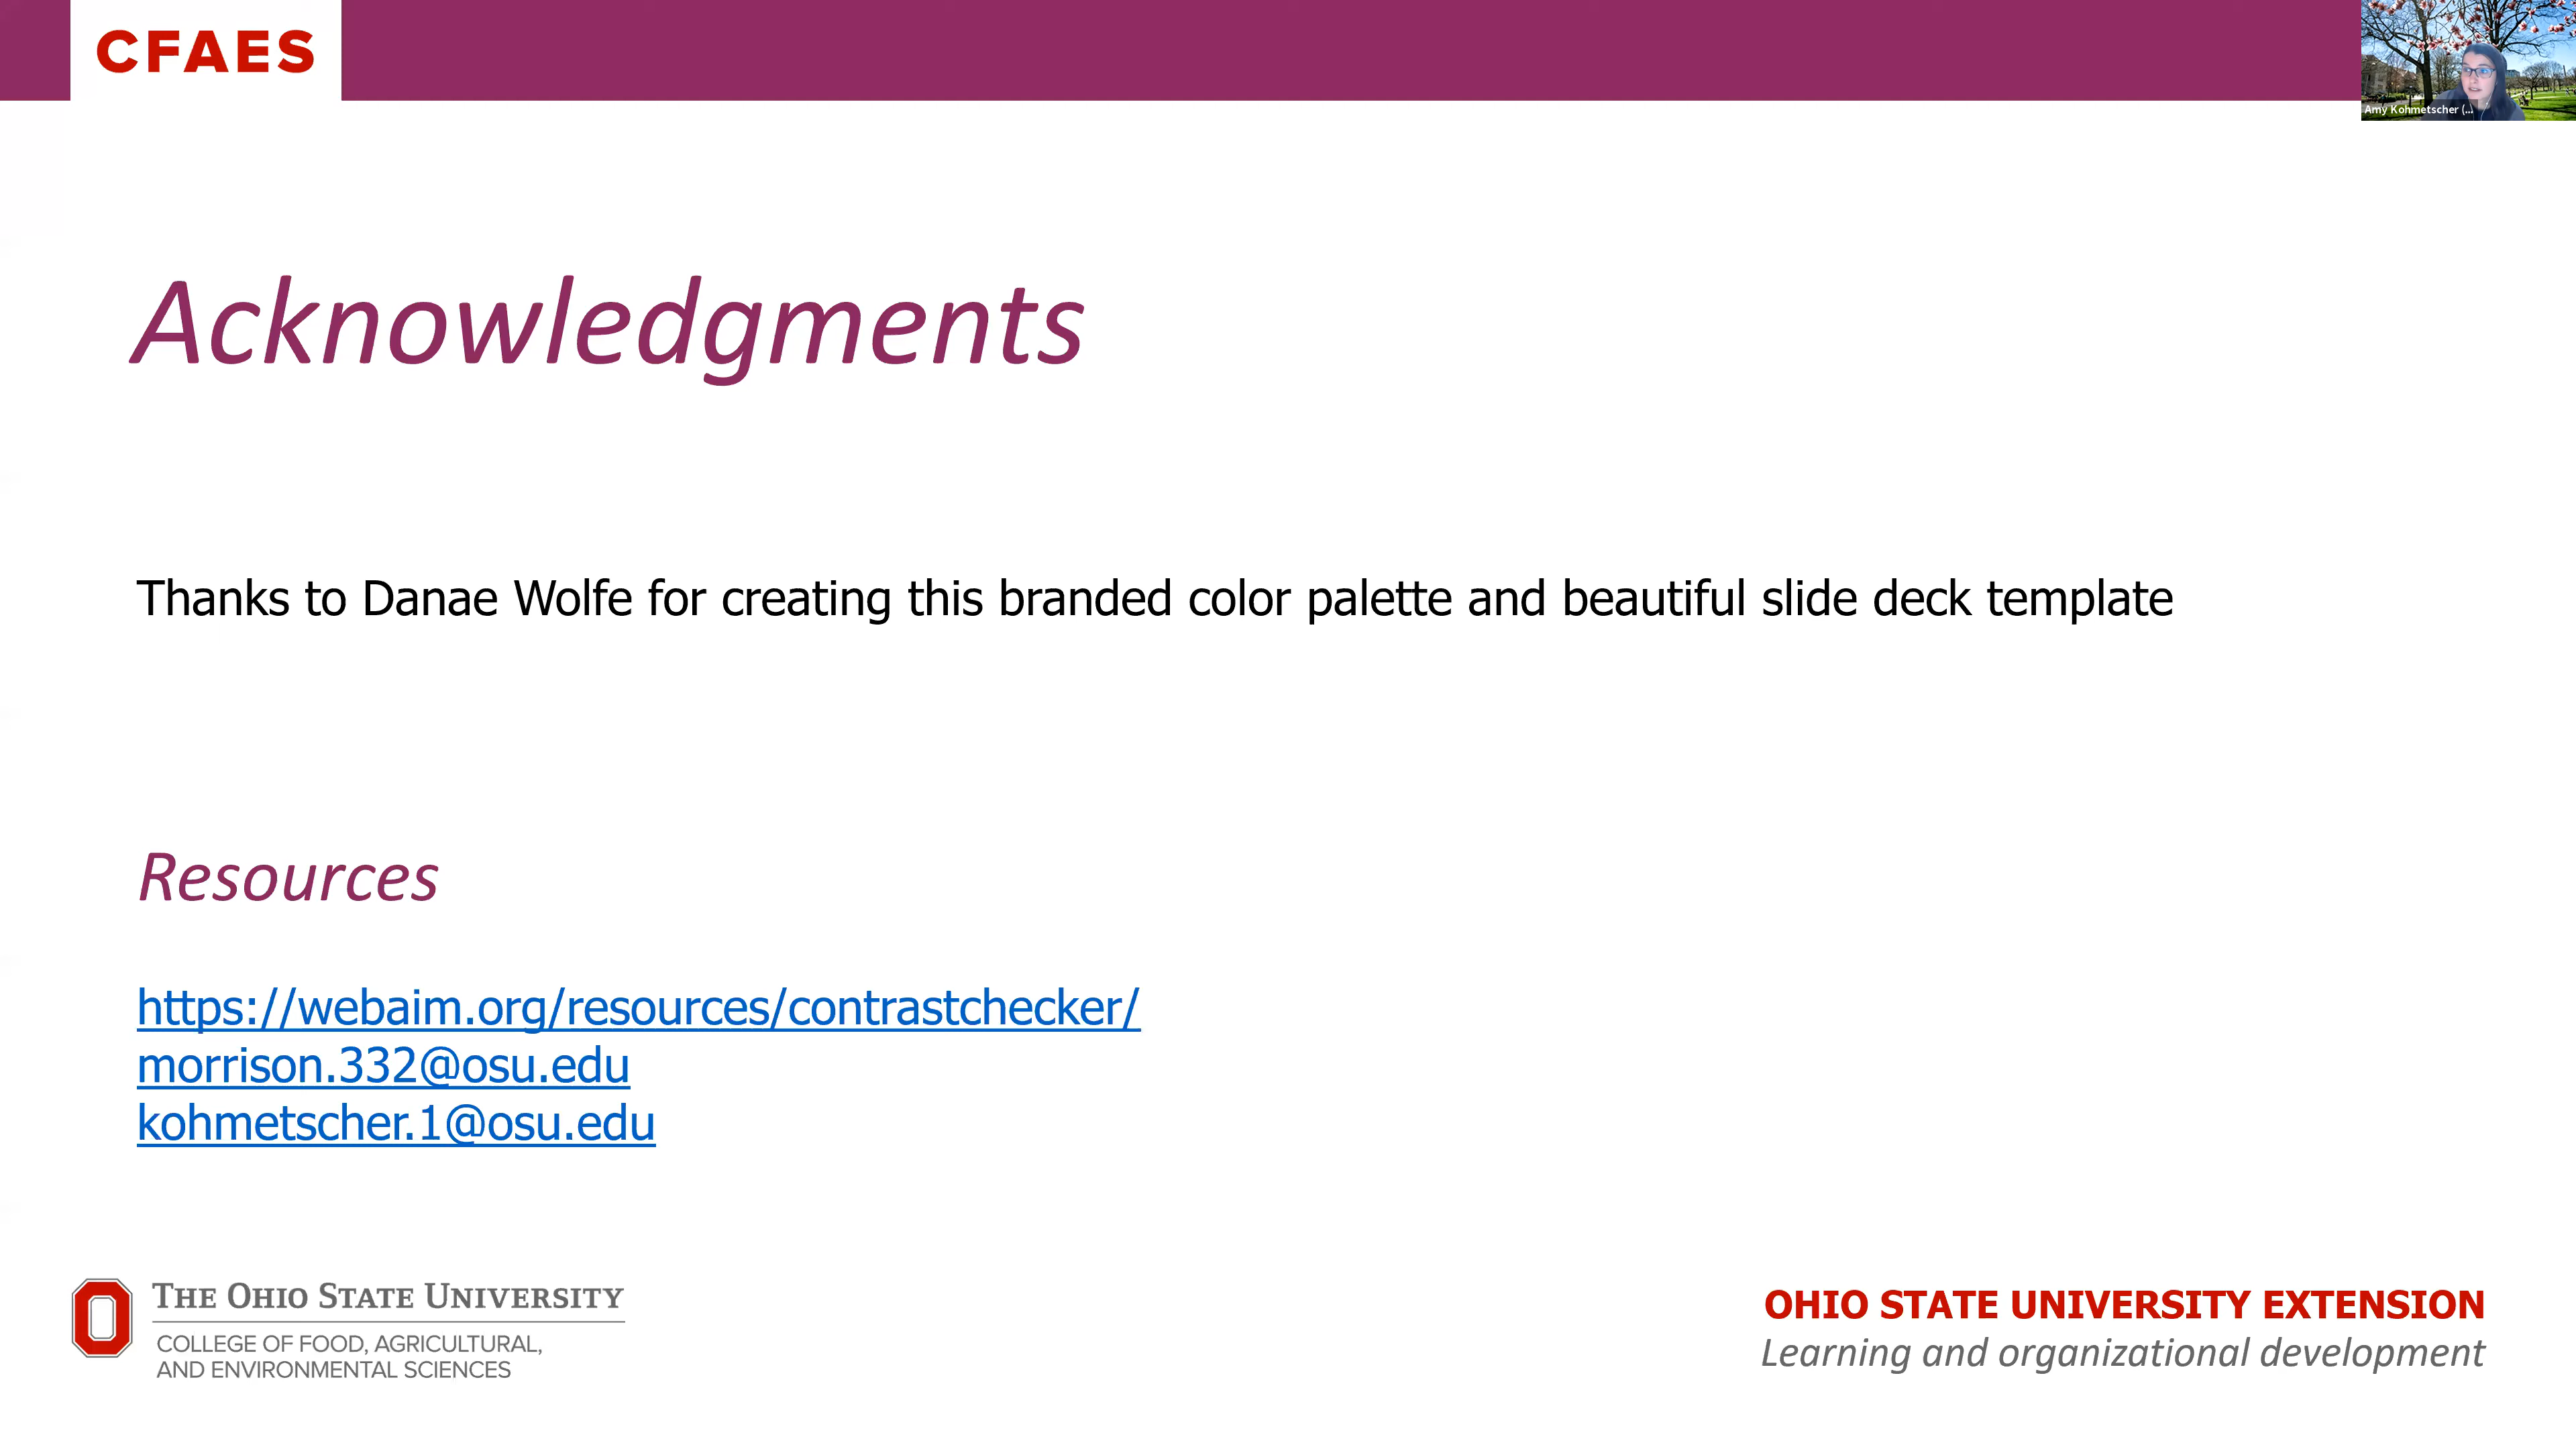 CFAES
Amy Kohmetscher (...
Acknowledgments
Thanks to Danae Wolfe for creating this branded color palette and beautiful slide deck template
Resources
https://webaim.org/resources/contrastchecker/
morrison.332@osu.edu
kohmetscher.1@osu.edu
THE OHIO STATE UNIVERSITY
COLLEGE OF FOOD, AGRICULTURAL,
AND ENVIRONMENTAL SCIENCES
OHIO STATE UNIVERSITY EXTENSION
Learning and organizational development